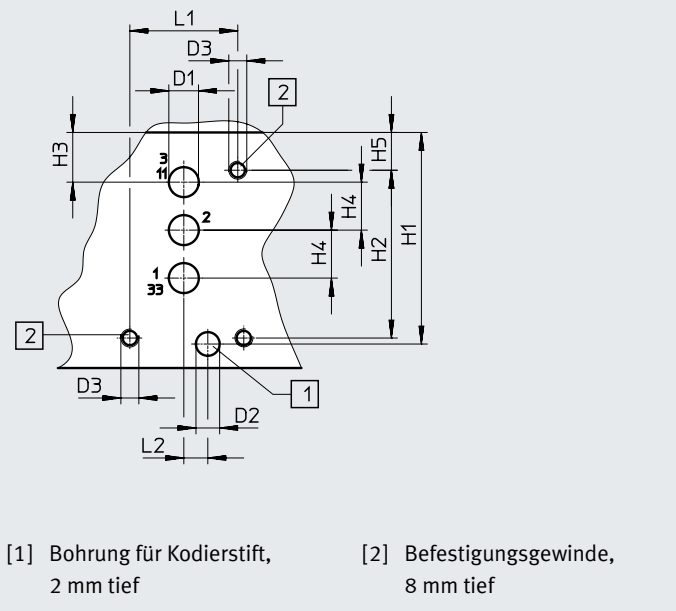 L1
D3
D1
2
H3
H5
3
11
H4
2
H4
H2
H1
1
33
2
D3
1
D2
L2
[1] Bohrung für Kodierstift,
2 mm tief
[2] Befestigungsgewinde,
8 mm tief